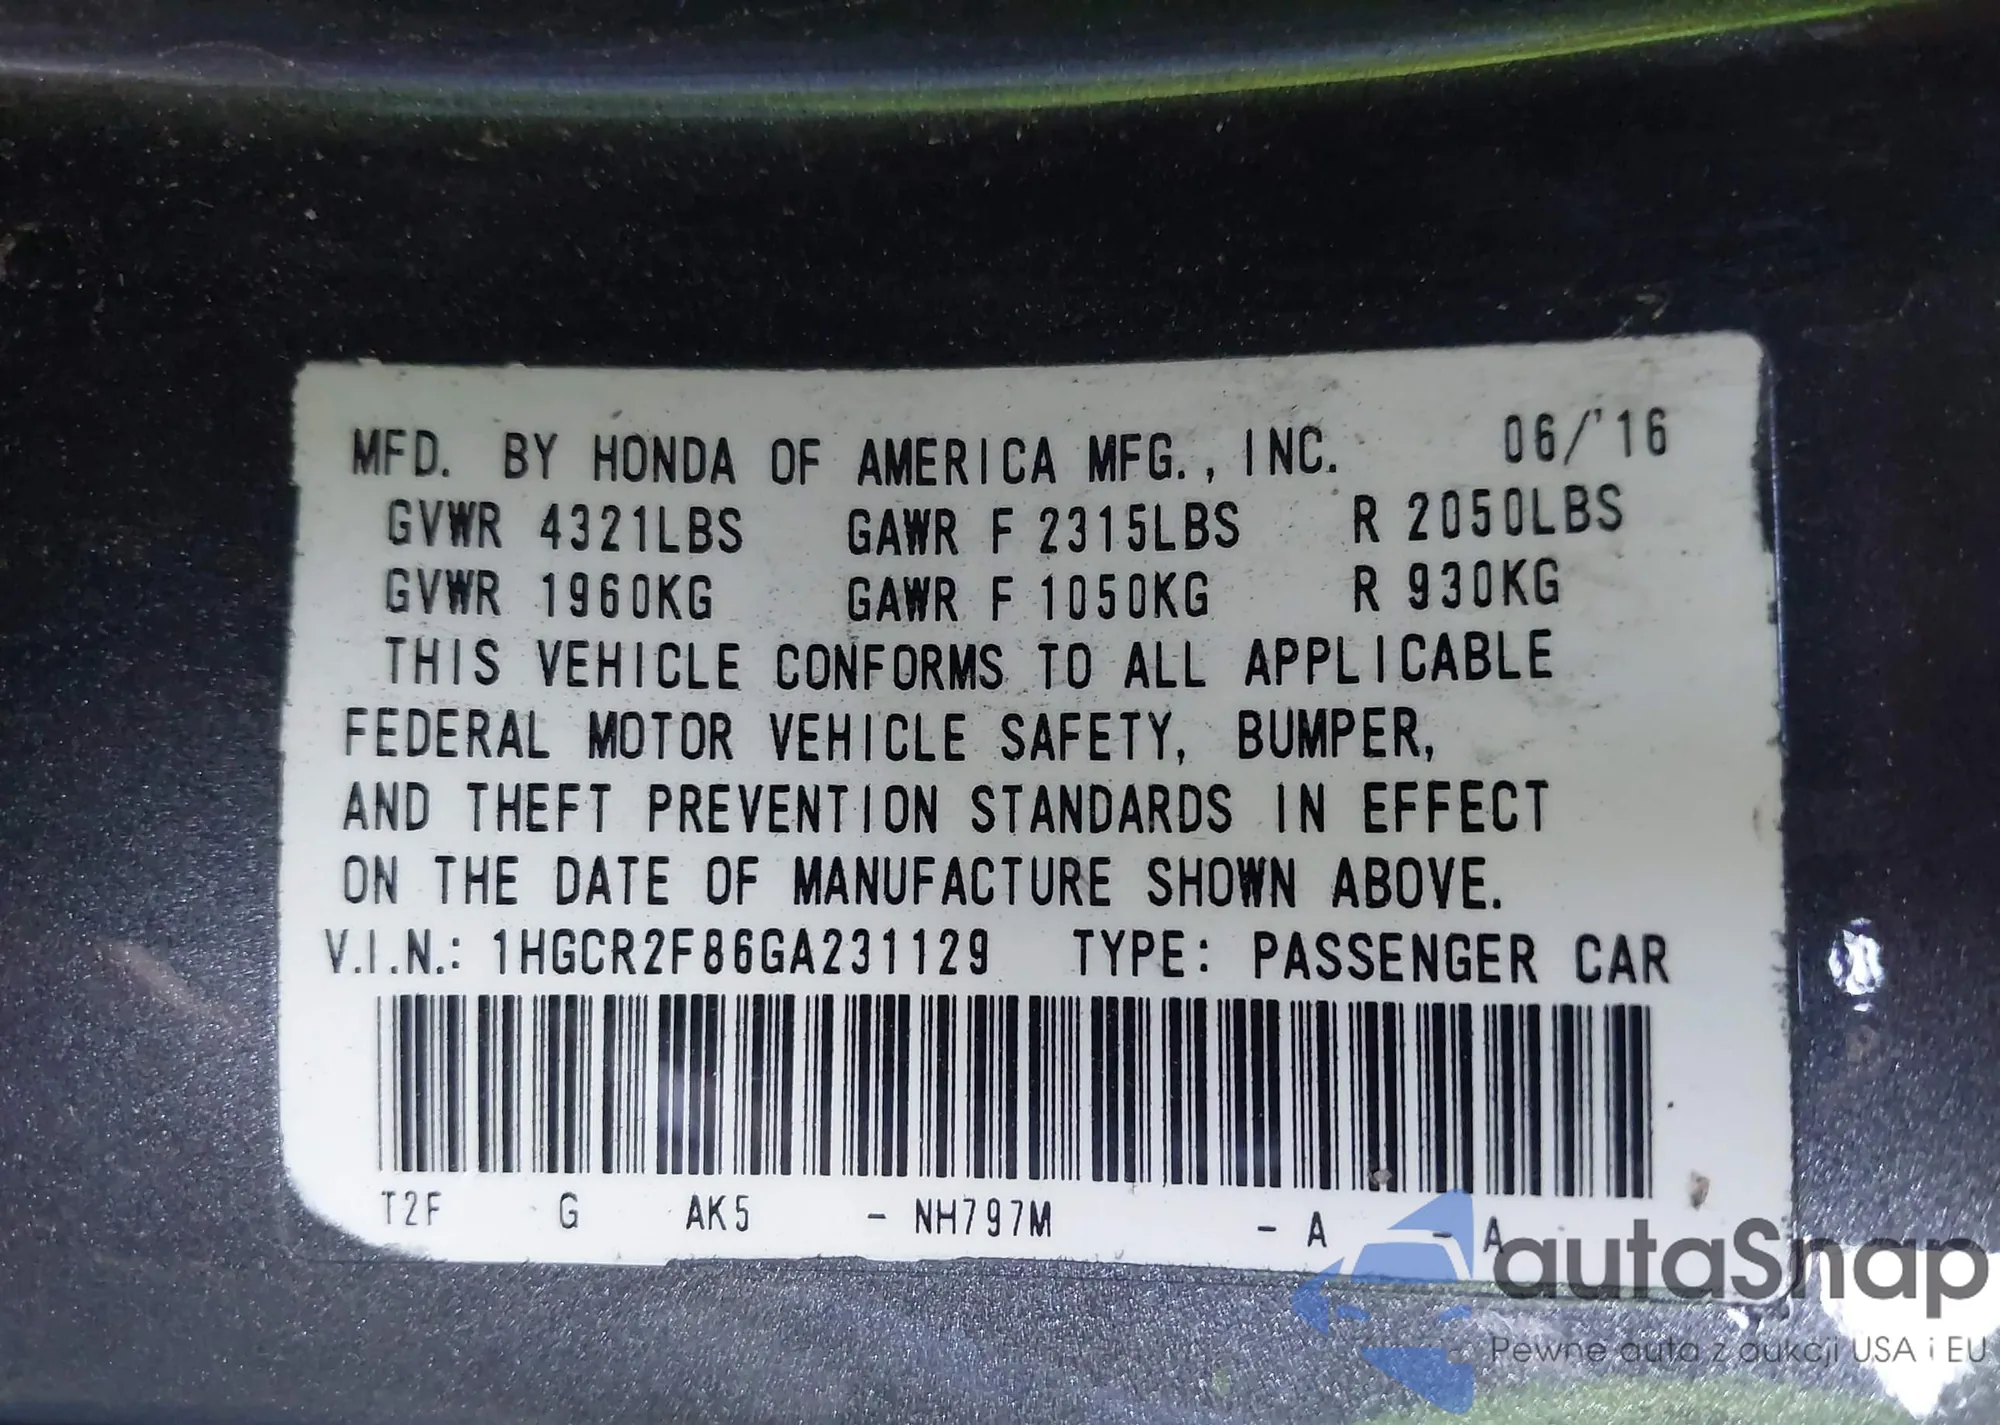 MFD. BY HONDA OF AMERICA MFG., INC. 06/'16
GVWR 4321LBS GAWR F 2315LBS R 2050LBS
GVWR 1960KG GAWR F 1050KG R 930KG
THIS VEHICLE CONFORMS TO ALL APPLICABLE
FEDERAL MOTOR VEHICLE SAFETY, BUMPER,
AND THEFT PREVENTION STANDARDS IN EFFECT
ON THE DATE OF MANUFACTURE SHOWN ABOVE.
V.I.N.: 1HGCR2F86GA231129 TYPE: PASSENGER CAR
T2F G AK5 - NH797M - A - A
autaSnap
Pewne auta z aukcji USA i EU